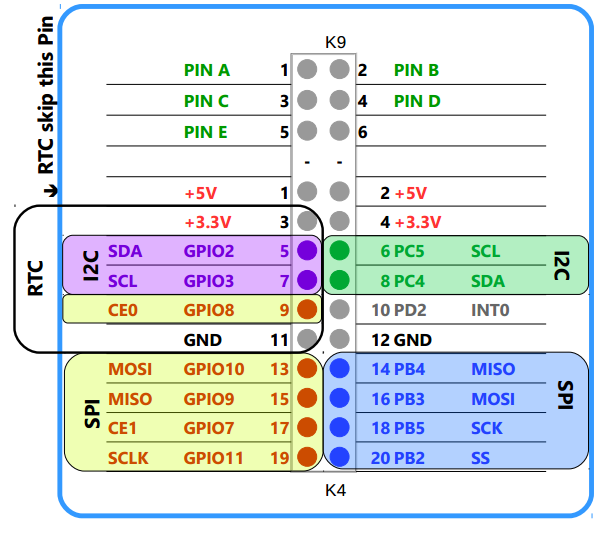 K9
PIN A 1 2 PIN B
PIN C 3 4 PIN D
PIN E 5 6
- -
RTC skip this Pin
+5V 1 2 +5V
+3.3V 3 4 +3.3V
RTC
I2C
SDA GPIO2 5 6 PC5 SCL
SCL GPIO3 7 8 PC4 SDA
I2C
CE0 GPIO8 9 10 PD2 INT0
GND 11 12 GND
SPI
MOSI GPIO10 13 14 PB4 MISO
MISO GPIO9 15 16 PB3 MOSI
CE1 GPIO7 17 18 PB5 SCK
SCLK GPIO11 19 20 PB2 SS
SPI
K4